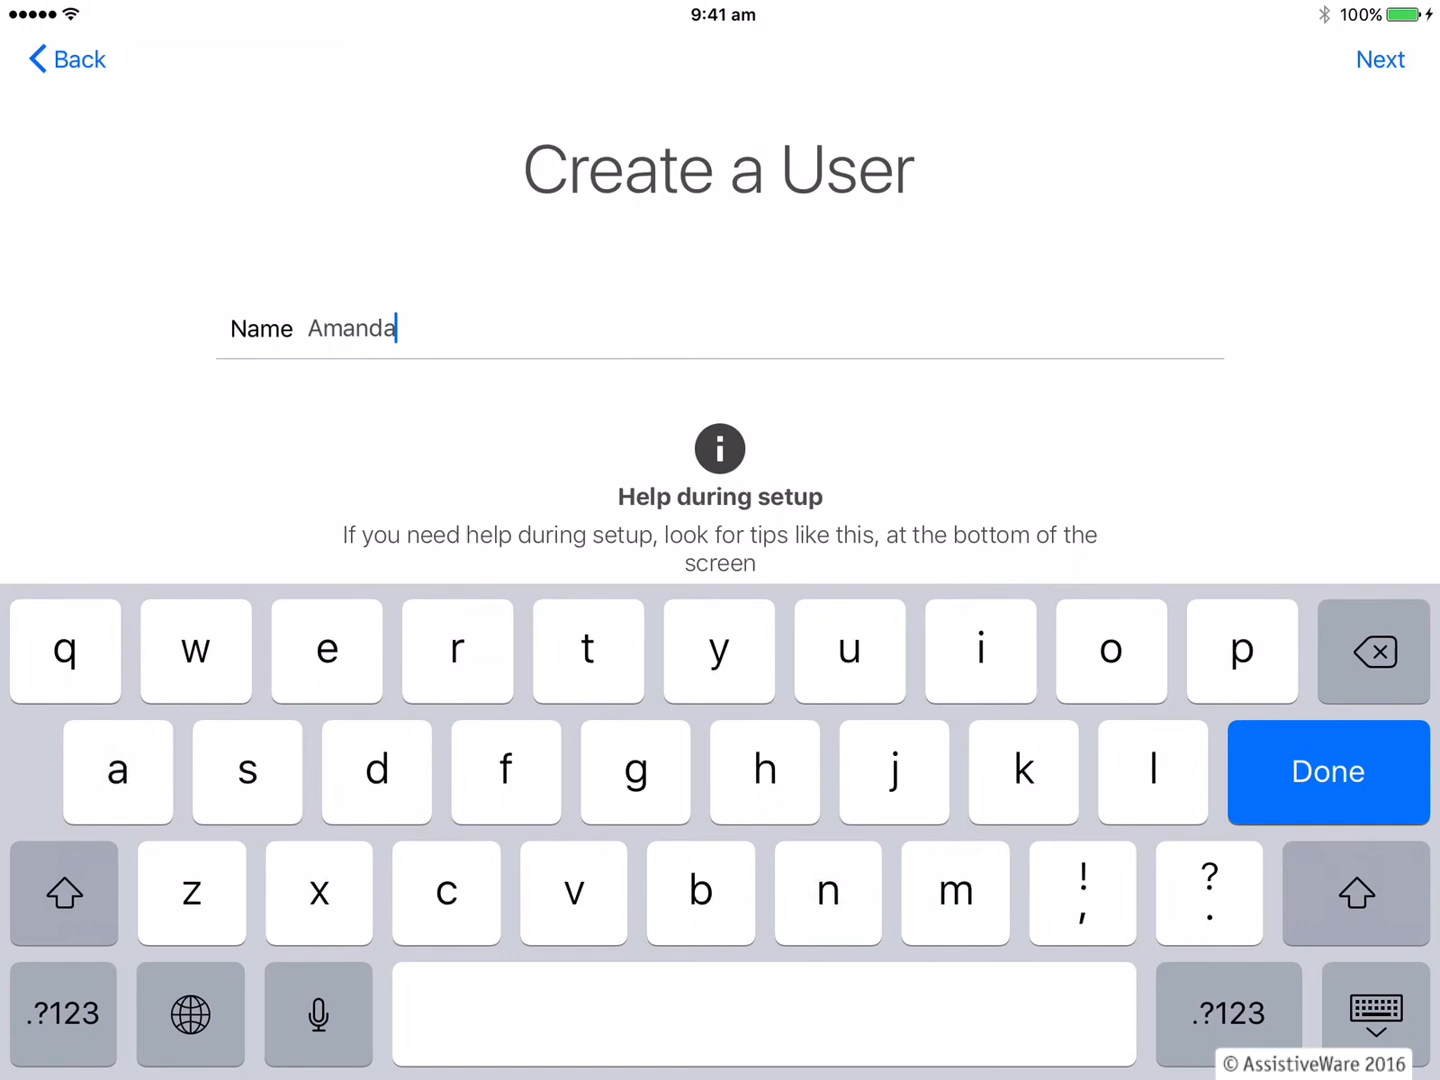 9:41 am
100%
Back
Next
Create a User
Name Amanda
Help during setup
If you need help during setup, look for tips like this, at the bottom of the
screen
q w e r t y u i o p
a s d f g h j k l Done
z x c v b n m ! , ? .
.?123 .?123
© AssistiveWare 2016